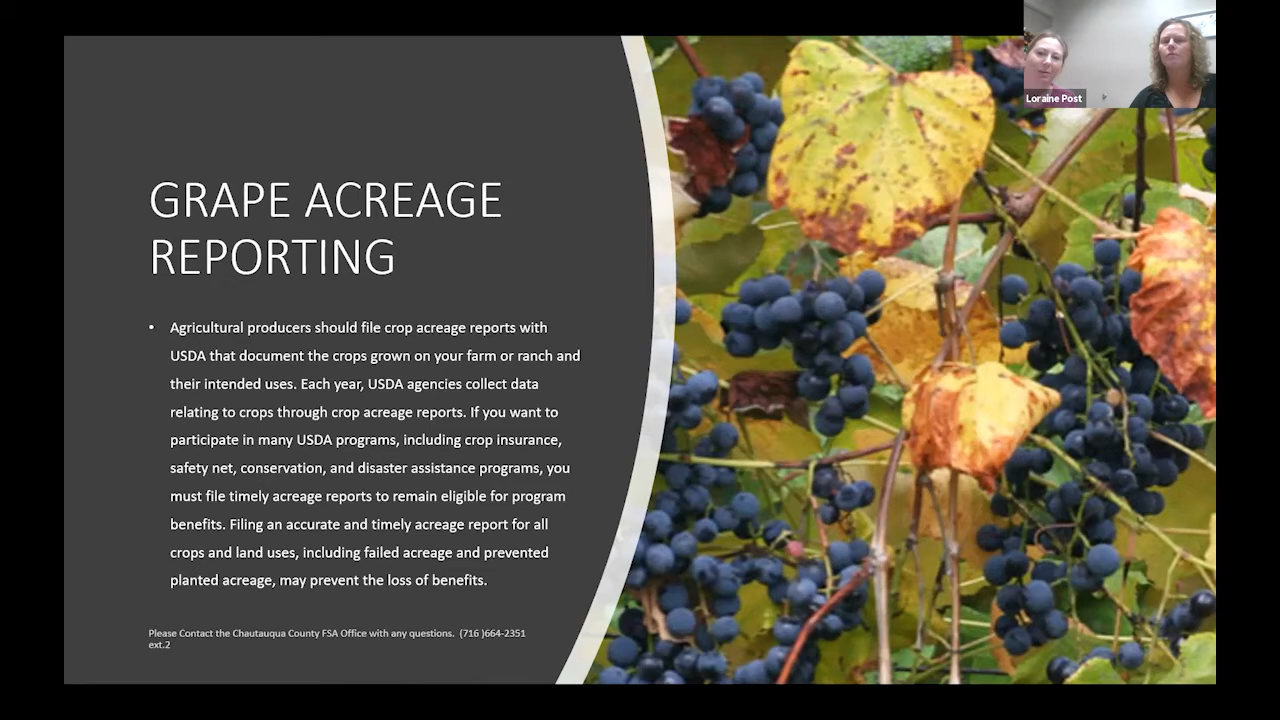 Loraine Post
GRAPE ACREAGE
REPORTING
• Agricultural producers should file crop acreage reports with
USDA that document the crops grown on your farm or ranch and
their intended uses. Each year, USDA agencies collect data
relating to crops through crop acreage reports. If you want to
participate in many USDA programs, including crop insurance,
safety net, conservation, and disaster assistance programs, you
must file timely acreage reports to remain eligible for program
benefits. Filing an accurate and timely acreage report for all
crops and land uses, including failed acreage and prevented
planted acreage, may prevent the loss of benefits.
Please Contact the Chautauqua County FSA Office with any questions.  (716 )664-2351
ext.2